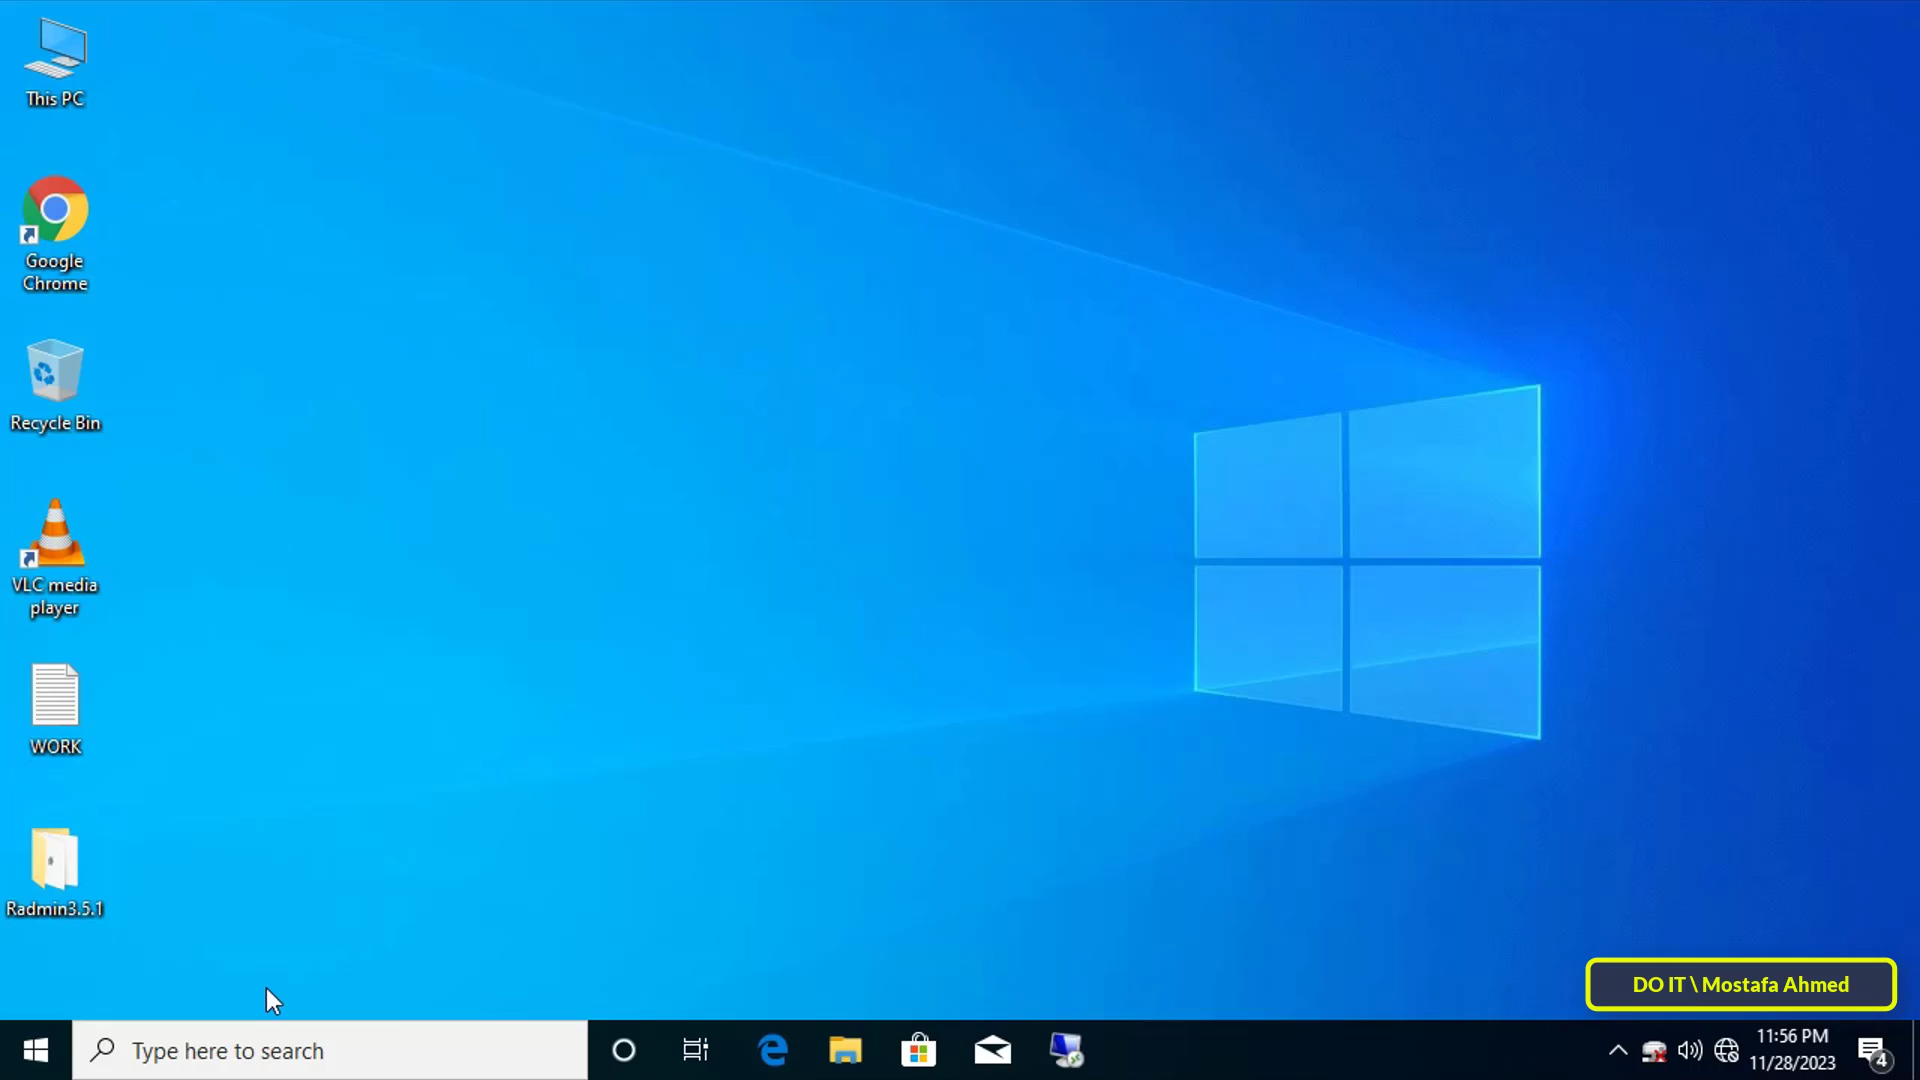 This PC
Google
Chrome
Recycle Bin
VLC media
player
WORK
Radmin3.5.1
DO IT \ Mostafa Ahmed
Type here to search
11:56 PM
11/28/2023
4